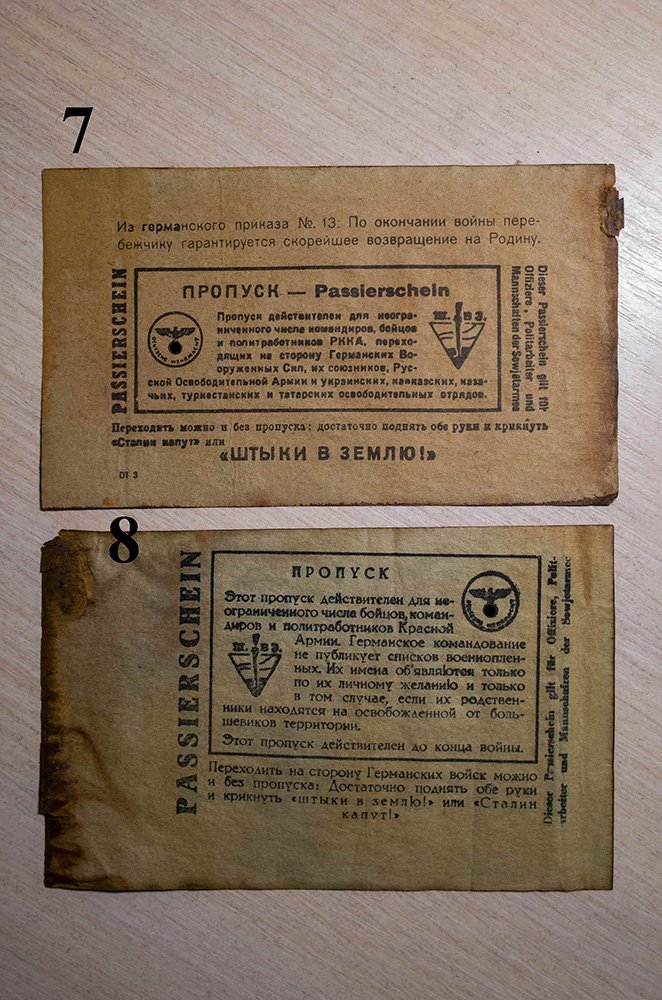 7
Из германского приказа №. 13: По окончании войны пере-
бежчику гарантируется скорейшее возвращение на Родину.
PASSIERSCHEIN
ПРОПУСК — Passierschein
Пропуск действителен для неогра-
ниченного числа командиров, бойцов
и политработников РККА, перехо-
дящих на сторону Германских Во-
оруженных Сил, их союзников, Рус-
ской Освободительной Армии и украинских, кавказских, каза-
чьих, туркестанских и татарских освободительных отрядов.
DEUTSCHE WEHRMACHT
Ш. В З.
Dieser Passierschein gilt für
Offiziere, Politarbeiter und
Mannschaften der Sowjetarmee
Переходить можно и без пропуска: достаточно поднять обе руки и крикнуть
«Сталин капут» или
«ШТЫКИ В ЗЕМЛЮ!»
DT 3
8
PASSIERSCHEIN
ПРОПУСК
Этот пропуск действителен для не-
ограниченного числа бойцов, коман-
диров и политработников Красной
Армии. Германское командование
не публикует списков военноплен-
ных. Их имена об'являются только
по их личному желанию и только
в том случае, если их родствен-
ники находятся на освобожденной от боль-
шевиков территории.
Этот пропуск действителен до конца войны.
Ш. В З.
Dieser Passierschein gilt für Offiziere, Polit-
arbeiter und Mannschaften der Sowjetarmee
Переходить на сторону Германских войск можно
и без пропуска: Достаточно поднять обе руки
и крикнуть «штыки в землю!» или «Сталин
капут!»